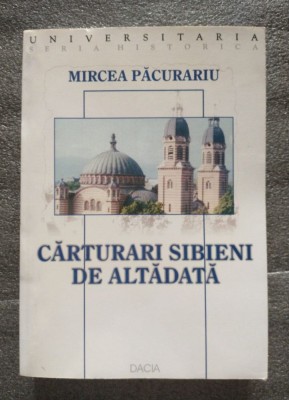 UNIVERSITARIA
SERIA HISTORICA
MIRCEA PĂCURARIU
CĂRTURARI SIBIENI
DE ALTĂDATĂ
DACIA